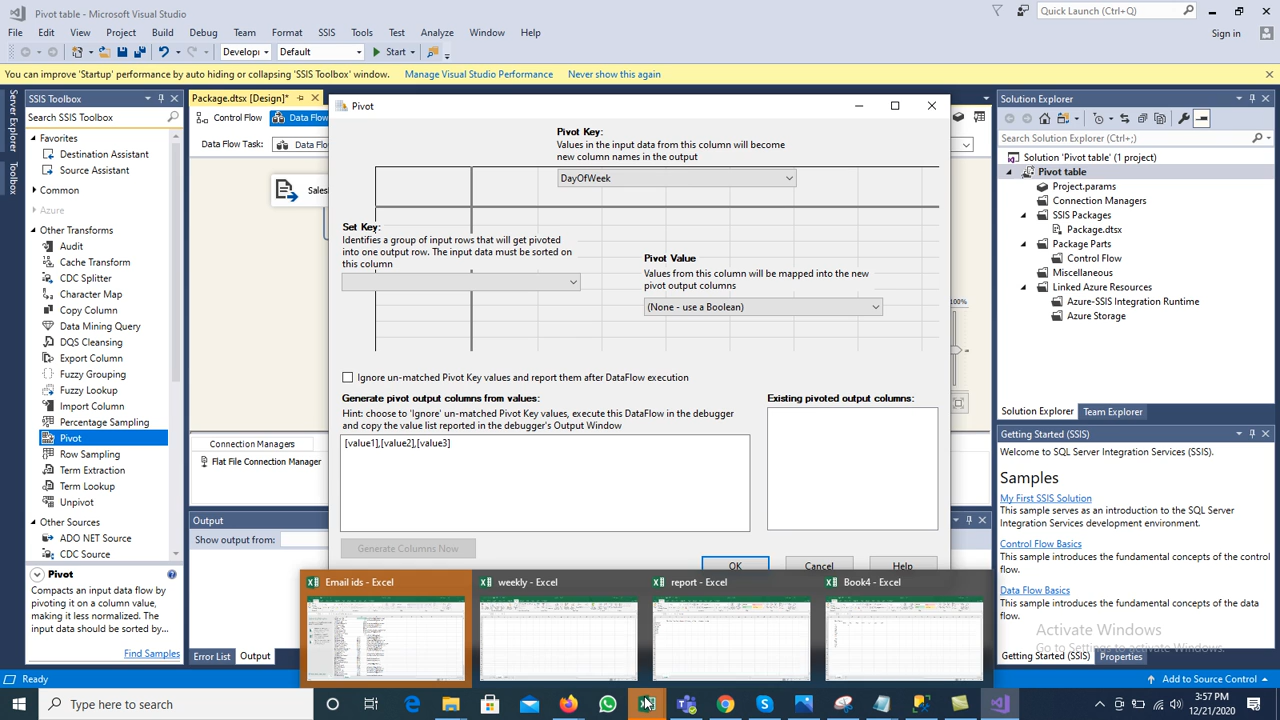 Pivot table - Microsoft Visual Studio
Quick Launch (Ctrl+Q)
File Edit View Project Build Debug Team Format SSIS Tools Test Analyze Window Help
Sign in
Develop Default Start
You can improve 'Startup' performance by auto hiding or collapsing 'SSIS Toolbox' window. Manage Visual Studio Performance Never show this again
Server Explorer
Toolbox
SSIS Toolbox
Search SSIS Toolbox
Favorites
Destination Assistant
Source Assistant
Common
Azure
Other Transforms
Audit
Cache Transform
CDC Splitter
Character Map
Copy Column
Data Mining Query
DQS Cleansing
Export Column
Fuzzy Grouping
Fuzzy Lookup
Import Column
Percentage Sampling
Pivot
Row Sampling
Term Extraction
Term Lookup
Unpivot
Other Sources
ADO NET Source
CDC Source
Pivot
Compacts an input data flow by
pivoting it on a column value,
making it less normalized. The
input data should be sorted by...
Find Samples
Package.dtsx [Design]*
Control Flow Data Flow
Data Flow Task: Data Flo
Sales
100%
Connection Managers
Flat File Connection Manager
Output
Show output from:
Error List Output
Pivot
Pivot Key:
Values in the input data from this column will become
new column names in the output
DayOfWeek
Set Key:
Identifies a group of input rows that will get pivoted
into one output row. The input data must be sorted on
this column
Pivot Value
Values from this column will be mapped into the new
pivot output columns
(None - use a Boolean)
Ignore un-matched Pivot Key values and report them after DataFlow execution
Generate pivot output columns from values:
Hint: choose to 'Ignore' un-matched Pivot Key values, execute this DataFlow in the debugger
and copy the value list reported in the debugger's Output Window
[value1],[value2],[value3]
Existing pivoted output columns:
Generate Columns Now
OK Cancel Help
Email ids - Excel weekly - Excel report - Excel Book4 - Excel
Solution Explorer
Search Solution Explorer (Ctrl+;)
Solution 'Pivot table' (1 project)
Pivot table
Project.params
Connection Managers
SSIS Packages
Package.dtsx
Package Parts
Control Flow
Miscellaneous
Linked Azure Resources
Azure-SSIS Integration Runtime
Azure Storage
Solution Explorer Team Explorer
Getting Started (SSIS)
Welcome to SQL Server Integration Services (SSIS).
Samples
My First SSIS Solution
This sample serves as an introduction to the SQL Server
Integration Services development environment.
Control Flow Basics
This sample introduces the fundamental concepts of the control
flow.
Data Flow Basics
This sample introduces the fundamental concepts of the data
flow.
Activate Windows
Go to Settings to activate Windows.
Getting Started (SSIS) Properties
Ready
Add to Source Control
Type here to search
3:57 PM
12/21/2020